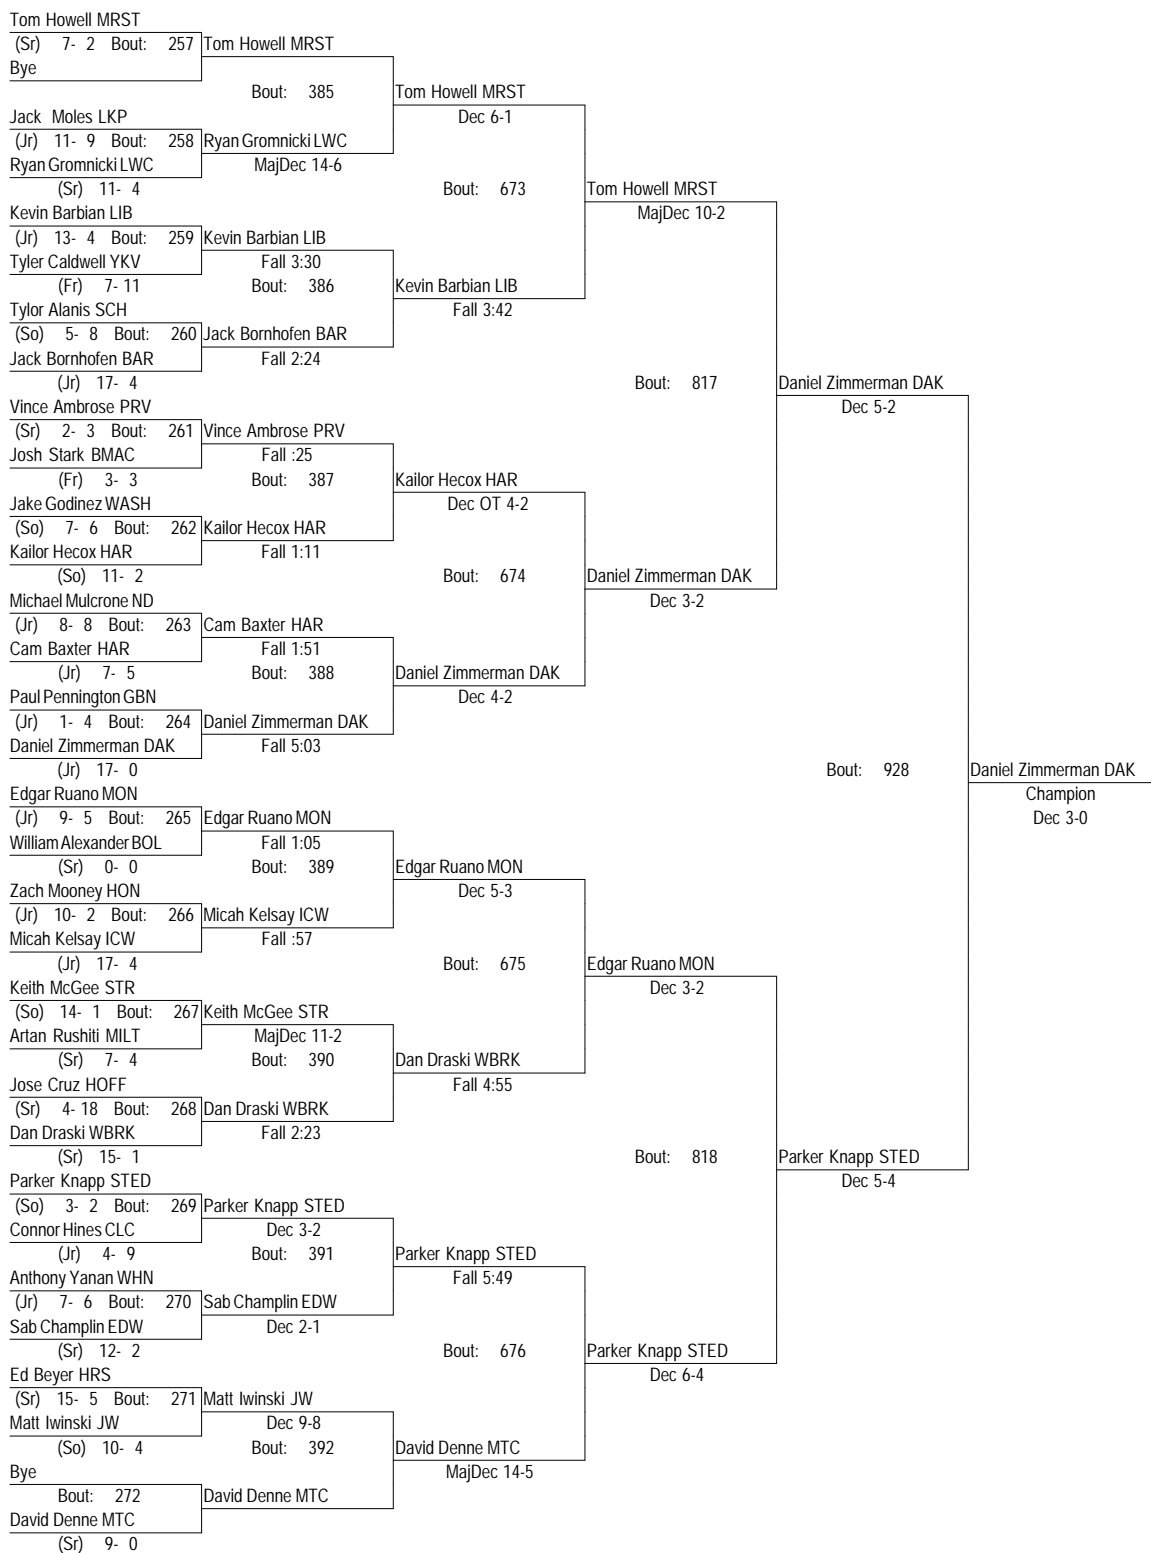 Tom Howell MRST
(Sr) 7- 2 Bout: 257 Tom Howell MRST
Bye
Bout: 385 Tom Howell MRST
Jack Moles LKP Dec 6-1
(Jr) 11- 9 Bout: 258 Ryan Gromnicki LWC
Ryan Gromnicki LWC MajDec 14-6
(Sr) 11- 4 Bout: 673 Tom Howell MRST
Kevin Barbian LIB MajDec 10-2
(Jr) 13- 4 Bout: 259 Kevin Barbian LIB
Tyler Caldwell YKV Fall 3:30
(Fr) 7- 11 Bout: 386 Kevin Barbian LIB
Tylor Alanis SCH Fall 3:42
(So) 5- 8 Bout: 260 Jack Bornhofen BAR
Jack Bornhofen BAR Fall 2:24
(Jr) 17- 4 Bout: 817 Daniel Zimmerman DAK
Vince Ambrose PRV Dec 5-2
(Sr) 2- 3 Bout: 261 Vince Ambrose PRV
Josh Stark BMAC Fall :25
(Fr) 3- 3 Bout: 387 Kailor Hecox HAR
Jake Godinez WASH Dec OT 4-2
(So) 7- 6 Bout: 262 Kailor Hecox HAR
Kailor Hecox HAR Fall 1:11
(So) 11- 2 Bout: 674 Daniel Zimmerman DAK
Michael Mulcrone ND Dec 3-2
(Jr) 8- 8 Bout: 263 Cam Baxter HAR
Cam Baxter HAR Fall 1:51
(Jr) 7- 5 Bout: 388 Daniel Zimmerman DAK
Paul Pennington GBN Dec 4-2
(Jr) 1- 4 Bout: 264 Daniel Zimmerman DAK
Daniel Zimmerman DAK Fall 5:03
(Jr) 17- 0 Bout: 928 Daniel Zimmerman DAK
Edgar Ruano MON Champion
(Jr) 9- 5 Bout: 265 Edgar Ruano MON Dec 3-0
William Alexander BOL Fall 1:05
(Sr) 0- 0 Bout: 389 Edgar Ruano MON
Zach Mooney HON Dec 5-3
(Jr) 10- 2 Bout: 266 Micah Kelsay ICW
Micah Kelsay ICW Fall :57
(Jr) 17- 4 Bout: 675 Edgar Ruano MON
Keith McGee STR Dec 3-2
(So) 14- 1 Bout: 267 Keith McGee STR
Artan Rushiti MILT MajDec 11-2
(Sr) 7- 4 Bout: 390 Dan Draski WBRK
Jose Cruz HOFF Fall 4:55
(Sr) 4- 18 Bout: 268 Dan Draski WBRK
Dan Draski WBRK Fall 2:23
(Sr) 15- 1 Bout: 818 Parker Knapp STED
Parker Knapp STED Dec 5-4
(So) 3- 2 Bout: 269 Parker Knapp STED
Connor Hines CLC Dec 3-2
(Jr) 4- 9 Bout: 391 Parker Knapp STED
Anthony Yanan WHN Fall 5:49
(Jr) 7- 6 Bout: 270 Sab Champlin EDW
Sab Champlin EDW Dec 2-1
(Sr) 12- 2 Bout: 676 Parker Knapp STED
Ed Beyer HRS Dec 6-4
(Sr) 15- 5 Bout: 271 Matt Iwinski JW
Matt Iwinski JW Dec 9-8
(So) 10- 4 Bout: 392 David Denne MTC
Bye MajDec 14-5
Bout: 272 David Denne MTC
David Denne MTC
(Sr) 9- 0